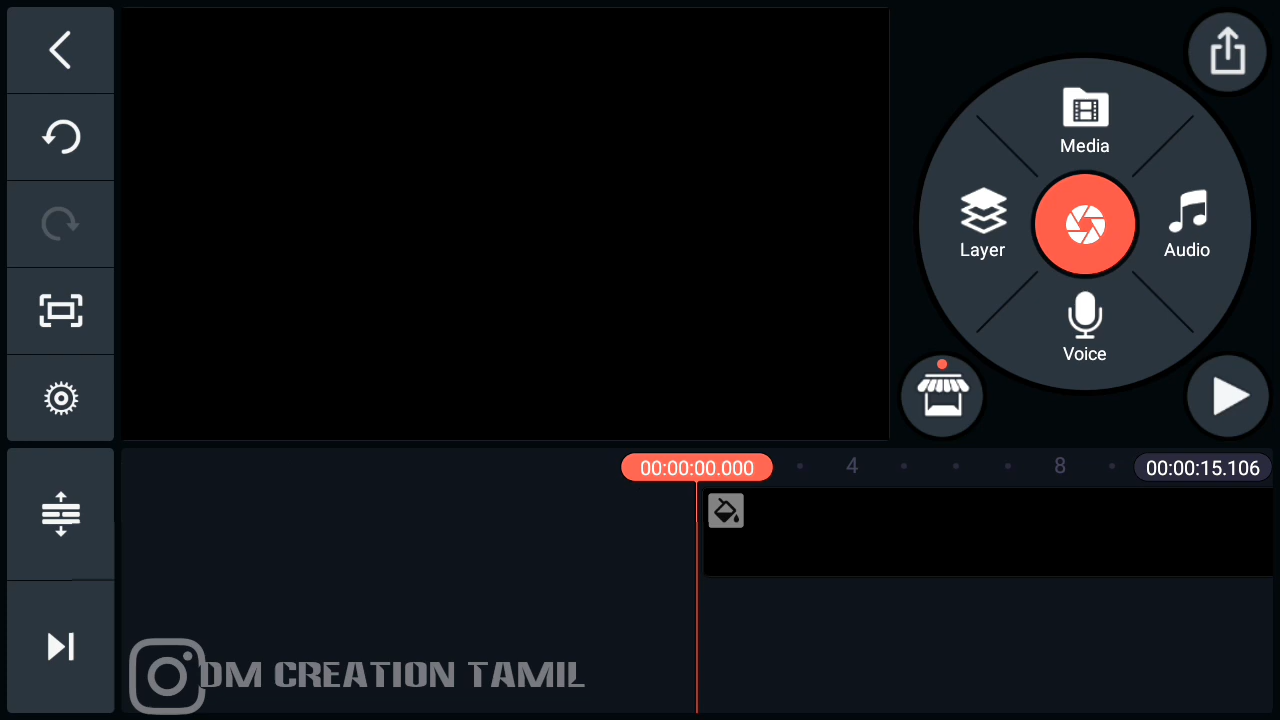 Media
Layer
Audio
Voice
00:00:00.000
4
8
00:00:15.106
DM CREATION TAMIL